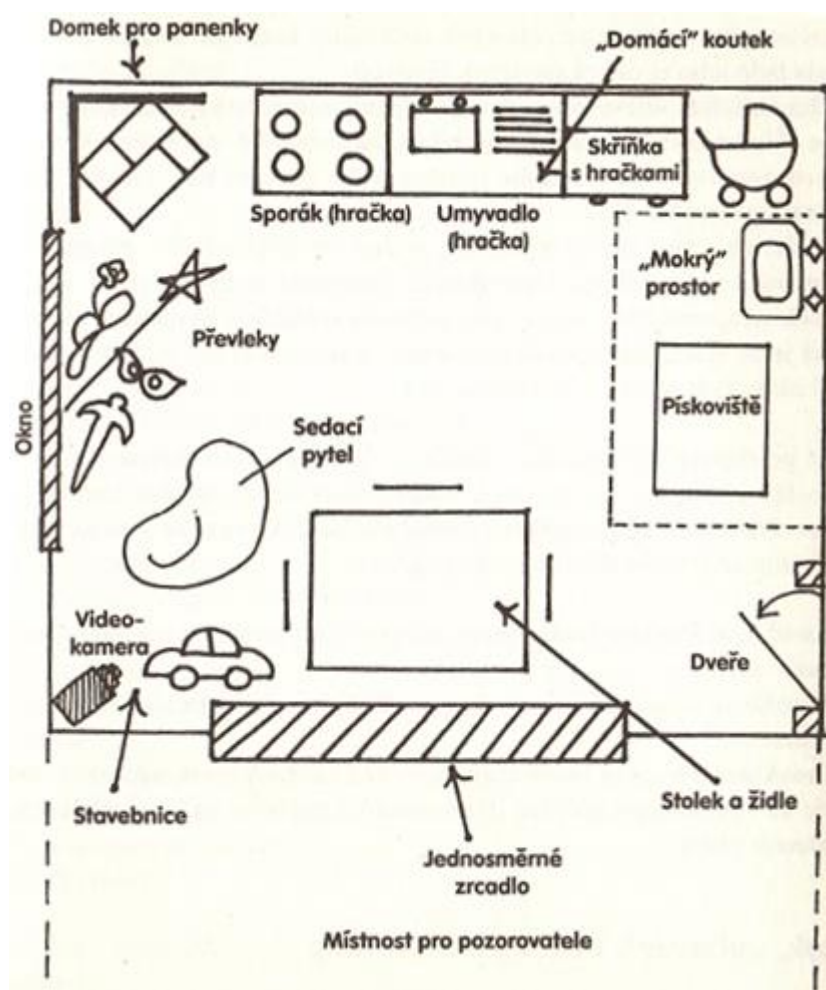 Domek pro panenky
„Domácí” koutek
Skříňka
s hračkami
Sporák (hračka)
Umyvadlo
(hračka)
„Mokrý”
prostor
Převleky
Pískoviště
Okno
Sedací
pytel
Video-
kamera
Dveře
Stavebnice
Stolek a židle
Jednosměrné
zrcadlo
Místnost pro pozorovatele